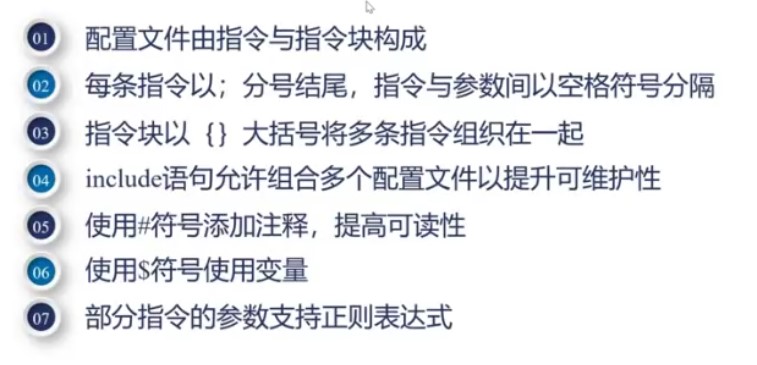 01 配置文件由指令与指令块构成
02 每条指令以；分号结尾，指令与参数间以空格符号分隔
03 指令块以 {} 大括号将多条指令组织在一起
04 include语句允许组合多个配置文件以提升可维护性
05 使用#符号添加注释，提高可读性
06 使用$符号使用变量
07 部分指令的参数支持正则表达式